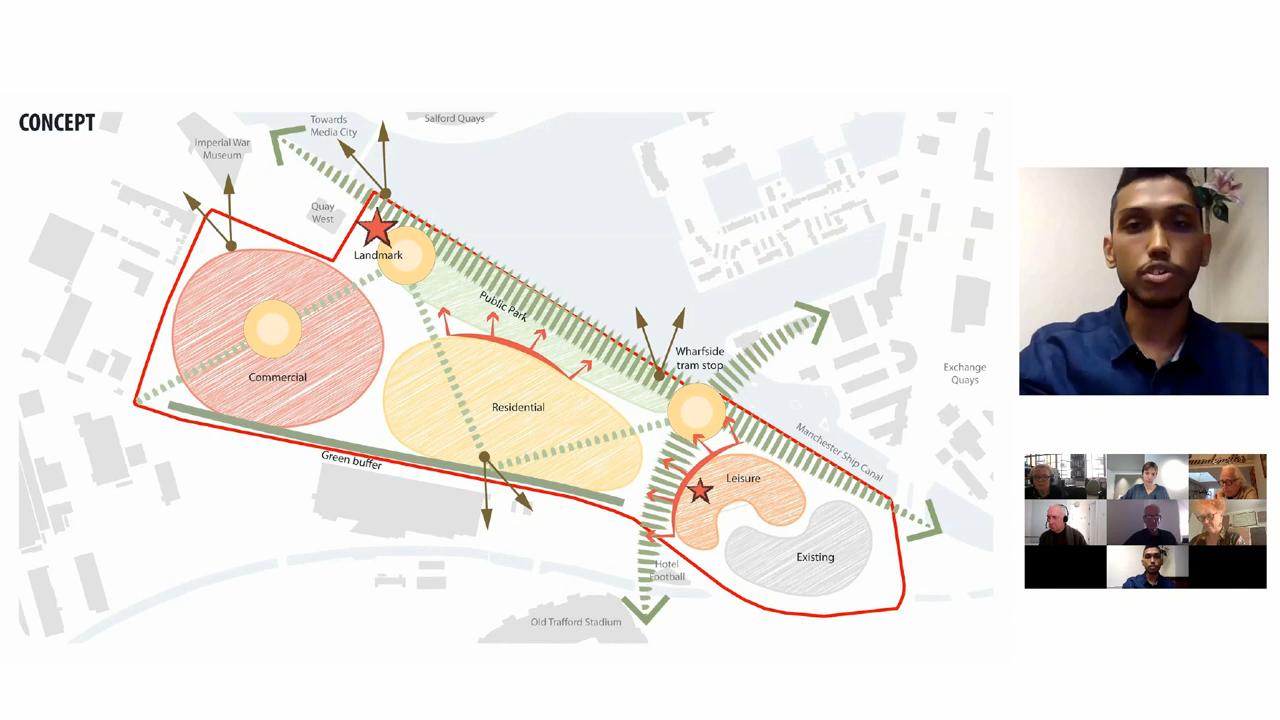 CONCEPT
Towards
Media City
Salford Quays
Imperial War
Museum
Quay
West
Landmark
Public Park
Wharfside
tram stop
Exchange
Quays
Commercial
Residential
Manchester Ship Canal
Green buffer
Leisure
Existing
Hotel
Football
Old Trafford Stadium